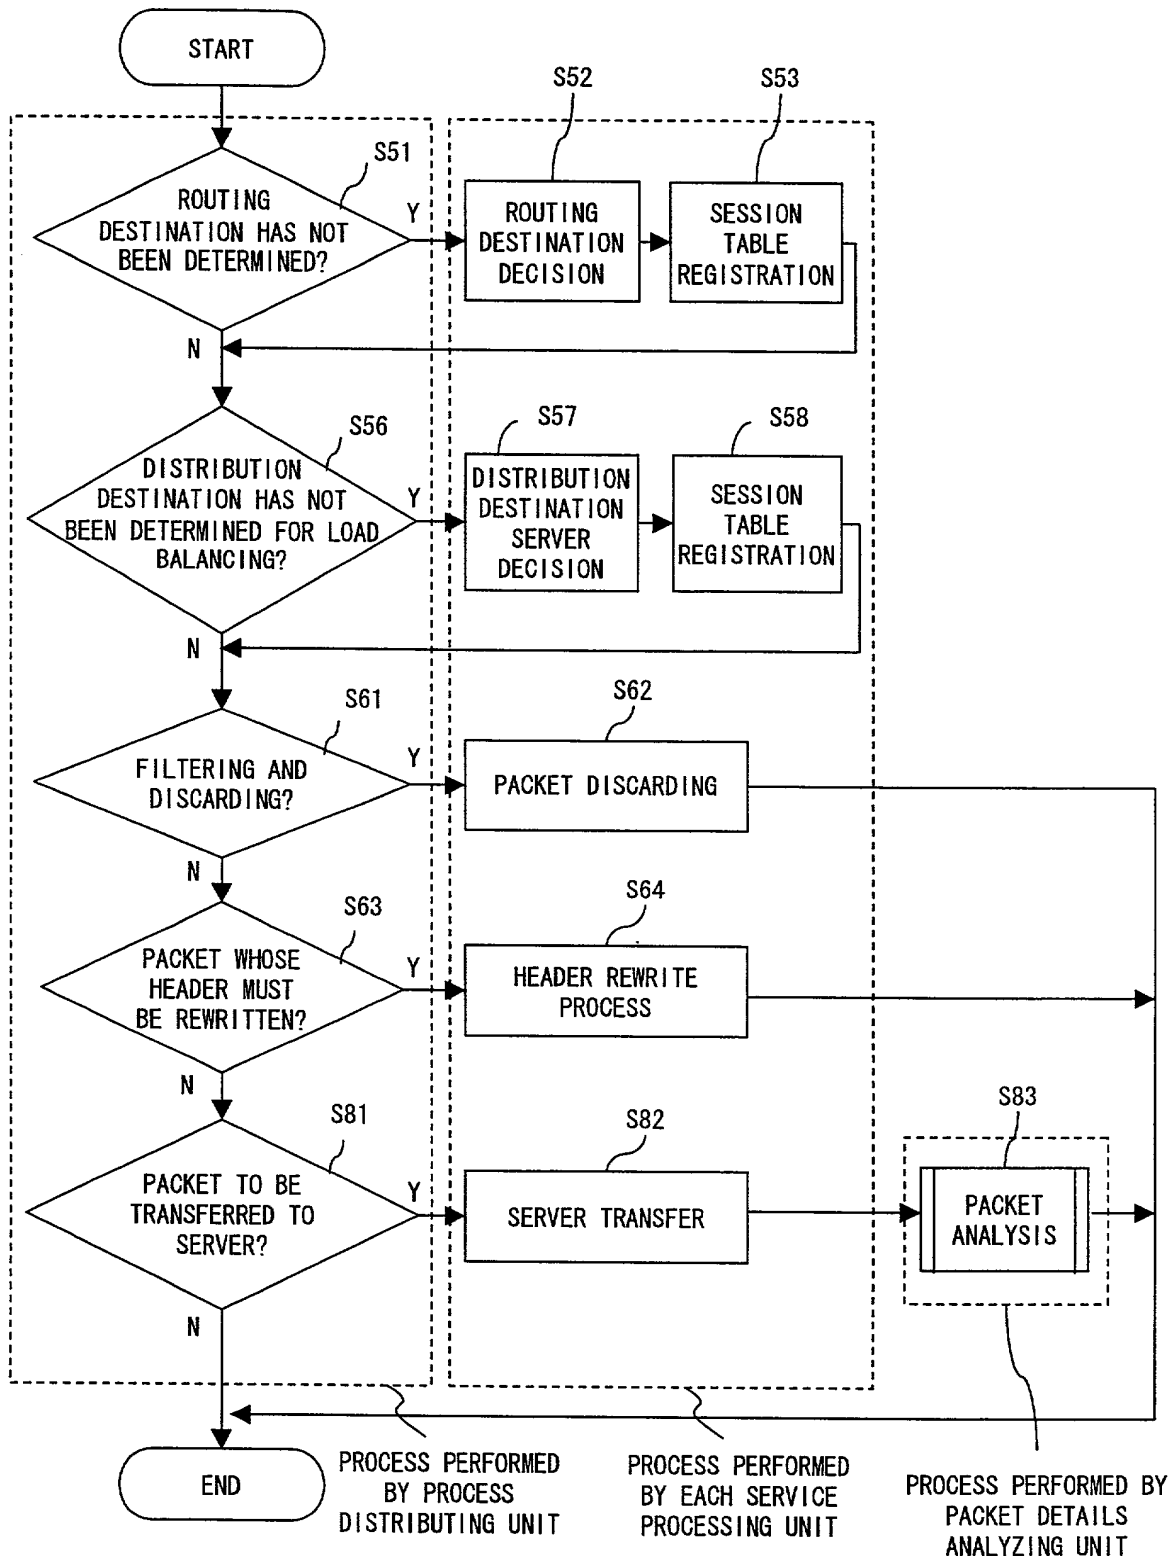 START
S52
S53
S51
ROUTING
DESTINATION HAS NOT
BEEN DETERMINED?
Y
ROUTING
DESTINATION
DECISION
SESSION
TABLE
REGISTRATION
N
S56
S57
S58
DISTRIBUTION
DESTINATION HAS NOT
BEEN DETERMINED FOR LOAD
BALANCING?
Y
DISTRIBUTION
DESTINATION
SERVER
DECISION
SESSION
TABLE
REGISTRATION
N
S61
S62
FILTERING AND
DISCARDING?
Y
PACKET DISCARDING
N
S63
S64
PACKET WHOSE
HEADER MUST
BE REWRITTEN?
Y
HEADER REWRITE
PROCESS
N
S81
S82
S83
PACKET TO BE
TRANSFERRED TO
SERVER?
Y
SERVER TRANSFER
PACKET
ANALYSIS
N
END
PROCESS PERFORMED
BY PROCESS
DISTRIBUTING UNIT
PROCESS PERFORMED
BY EACH SERVICE
PROCESSING UNIT
PROCESS PERFORMED BY
PACKET DETAILS
ANALYZING UNIT